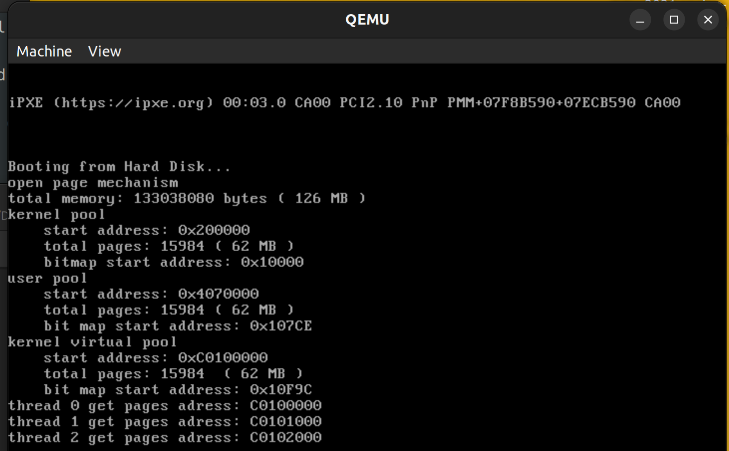 QEMU
Machine View
iPXE (https://ipxe.org) 00:03.0 CA00 PCI2.10 PnP PMM+07F8B590+07ECB590 CA00
Booting from Hard Disk...
open page mechanism
total memory: 133038080 bytes ( 126 MB )
kernel pool
    start address: 0x200000
    total pages: 15984 ( 62 MB )
    bitmap start address: 0x10000
user pool
    start address: 0x4070000
    total pages: 15984 ( 62 MB )
    bit map start address: 0x107CE
kernel virtual pool
    start address: 0xC0100000
    total pages: 15984  ( 62 MB )
    bit map start address: 0x10F9C
thread 0 get pages adress: C0100000
thread 1 get pages adress: C0101000
thread 2 get pages adress: C0102000